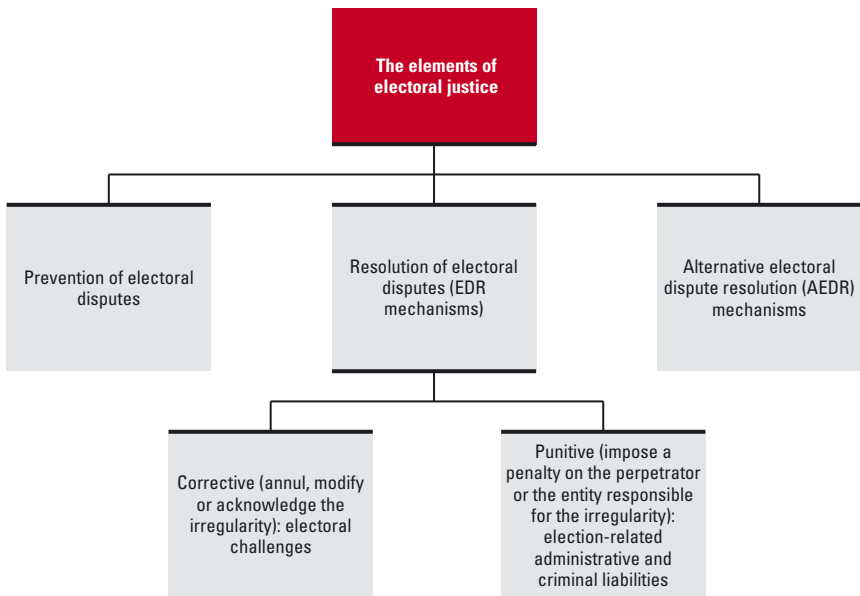 The elements of
electoral justice
Prevention of electoral
disputes
Resolution of electoral
disputes (EDR
mechanisms)
Alternative electoral
dispute resolution (AEDR)
mechanisms
Corrective (annul, modify
or acknowledge the
irregularity): electoral
challenges
Punitive (impose a
penalty on the perpetrator
or the entity responsible
for the irregularity):
election-related
administrative and
criminal liabilities